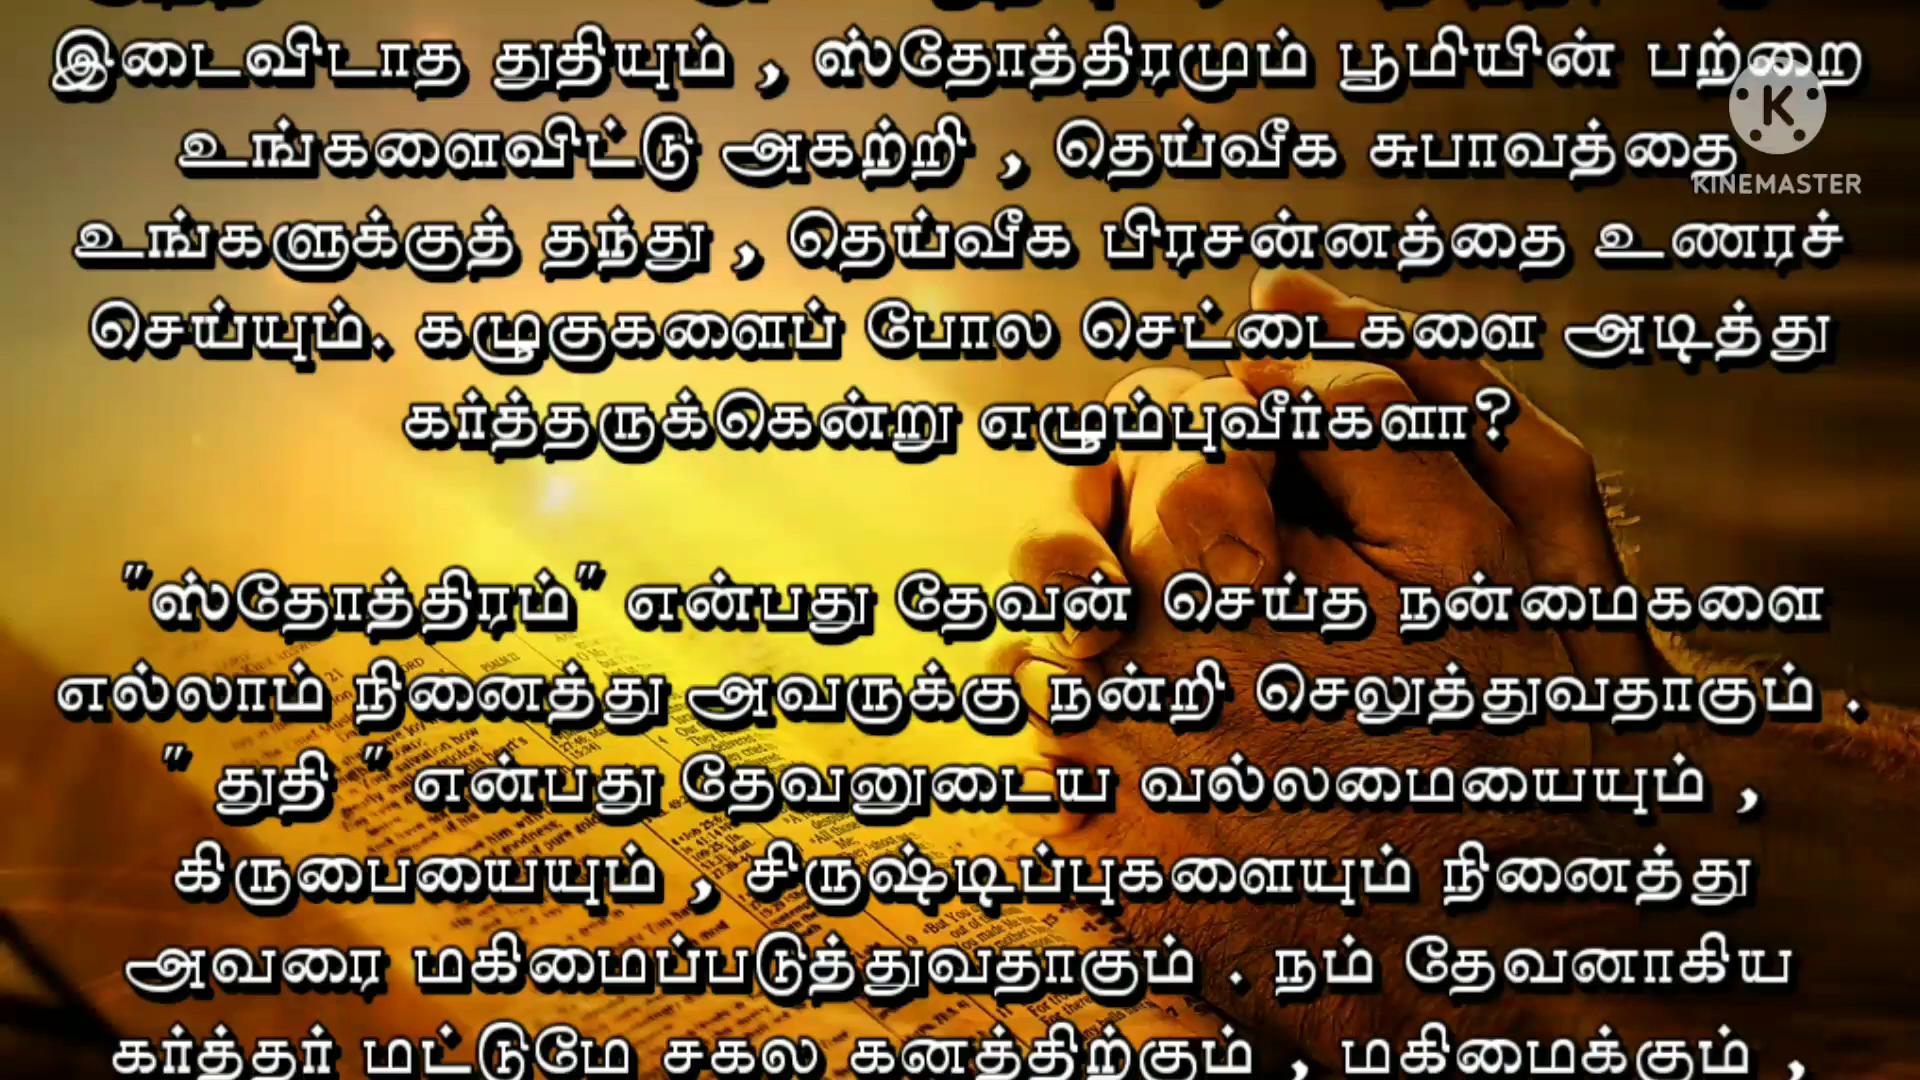 இடைவிடாத துதியும் , ஸ்தோத்திரமும் பூமியின் பற்றை
உங்களைவிட்டு அகற்றி , தெய்வீக சுபாவத்தை
உங்களுக்குத் தந்து , தெய்வீக பிரசன்னத்தை உணரச்
செய்யும். கழுகுகளைப் போல செட்டைகளை அடித்து
கர்த்தருக்கென்று எழும்புவீர்களா?
"ஸ்தோத்திரம்" என்பது தேவன் செய்த நன்மைகளை
எல்லாம் நினைத்து அவருக்கு நன்றி செலுத்துவதாகும் .
" துதி " என்பது தேவனுடைய வல்லமையையும் ,
கிருபையையும் , சிருஷ்டிப்புகளையும் நினைத்து
அவரை மகிமைப்படுத்துவதாகும் . நம் தேவனாகிய
கர்த்தர் மட்டுமே சகல கனத்திற்கும் , மகிமைக்கும் ,
K
KINEMASTER